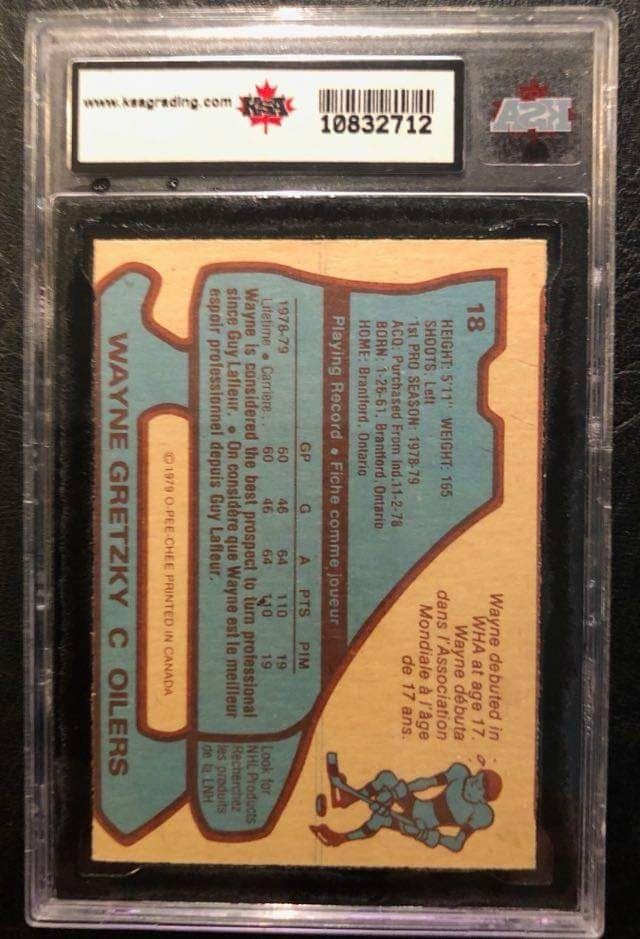 www.ksagrading.com
KSA
10832712
KSA
18
HEIGHT: 5'11" WEIGHT: 165
SHOOTS: Left
1st PRO SEASON: 1978-79
ACQ. Purchased From Ind.11-2-78
BORN: 1-26-61, Brantford, Ontario
HOME: Brantford, Ontario
Wayne debuted in
WHA at age 17.
Wayne débuta
dans l'Association
Mondiale à l'âge
de 17 ans.
Playing Record • Fiche comme joueur
GP G A PTS PIM
1978-79 60 46 64 110 19
Lifetime • Carrière.. 60 46 64 110 19
Wayne is considered the best prospect to turn professional
since Guy Lafleur. • On considère que Wayne est le meilleur
espoir professionnel depuis Guy Lafleur.
Look for
NHL Products
Recherchez
les produits
de la LNH
© 1979 O-PEE-CHEE PRINTED IN CANADA
WAYNE GRETZKY C OILERS